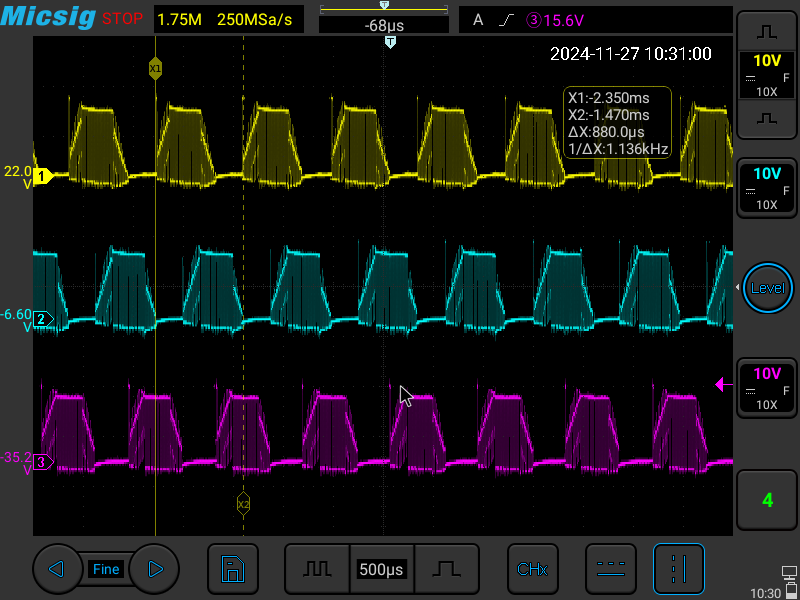 Micsig STOP 1.75M 250MSa/s -68μs A ③ 15.6V
T
T
2024-11-27 10:31:00
X1
X1:-2.350ms
X2:-1.470ms
ΔX:880.0μs
1/ΔX:1.136kHz
22.0 V
1
-6.60 V
2
-35.2 V
3
X2
10V
F
10X
10V
F
10X
Level
10V
F
10X
4
Fine
500μs
CHx
10:30